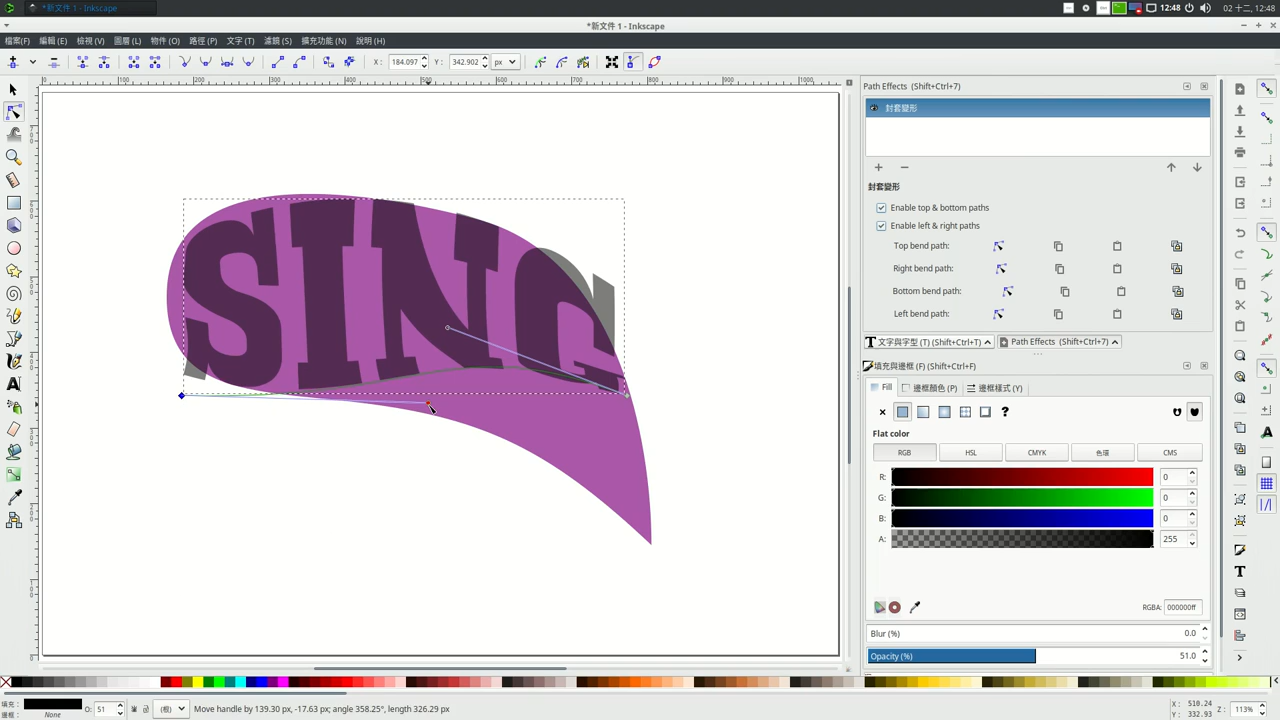 *新文件 1 - Inkscape
12:48
02 十二, 12:48
*新文件 1 - Inkscape
檔案(F) 編輯(E) 檢視(V) 圖層(L) 物件(O) 路徑(P) 文字(T) 濾鏡(S) 擴充功能(N) 說明(H)
X: 184.097 Y: 342.902 px
Path Effects (Shift+Ctrl+7)
封套變形
封套變形
Enable top & bottom paths
Enable left & right paths
Top bend path:
Right bend path:
Bottom bend path:
Left bend path:
文字與字型 (T) (Shift+Ctrl+T) Path Effects (Shift+Ctrl+7)
填充與邊框 (F) (Shift+Ctrl+F)
Fill 邊框顏色 (P) 邊框樣式 (Y)
Flat color
RGB HSL CMYK 色環 CMS
R: 0
G: 0
B: 0
A: 255
RGBA: 000000ff
Blur (%) 0.0
Opacity (%) 51.0
SING
填充: 邊框: None O: 51 (根) Move handle by 139.30 px, -17.63 px; angle 358.25°, length 326.29 px
X: 510.24
Y: 332.93
Z: 113%